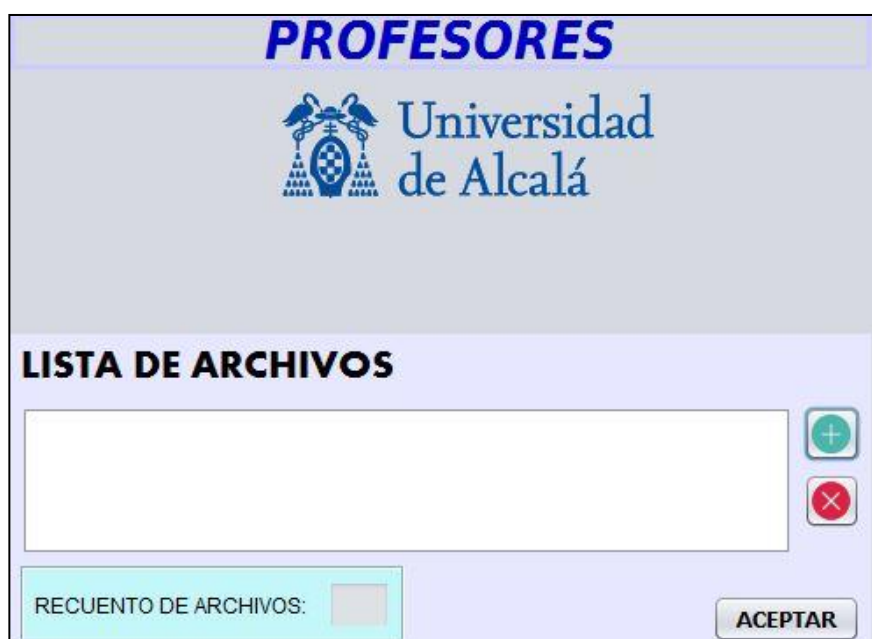 PROFESORES
Universidad
de Alcalá
LISTA DE ARCHIVOS
RECUENTO DE ARCHIVOS:
ACEPTAR